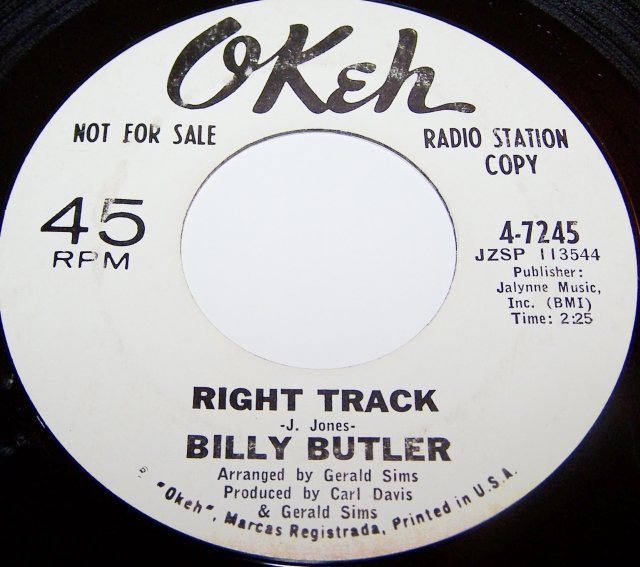 OKeh
NOT FOR SALE
RADIO STATION
COPY
45
RPM
4-7245
JZSP 113544
Publisher:
Jalynne Music,
Inc. (BMI)
Time: 2:25
RIGHT TRACK
-J. Jones-
BILLY BUTLER
Arranged by Gerald Sims
Produced by Carl Davis
& Gerald Sims
"Okeh", Marcas Registrada, Printed in U.S.A.